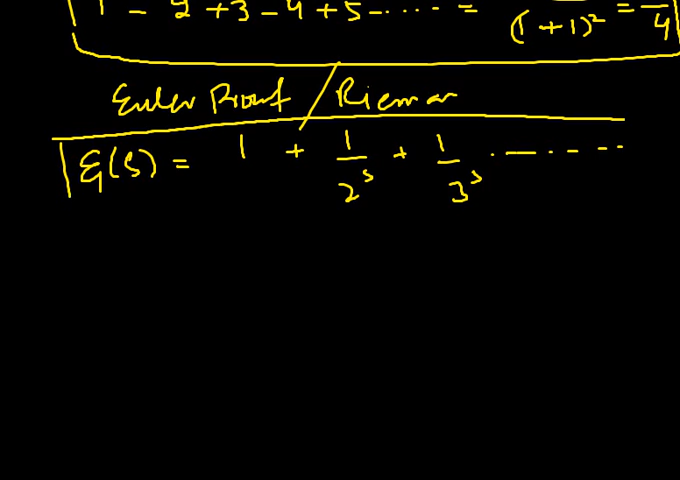 1 - 2 + 3 - 4 + 5 - ..... = /(1+1)² = /4
Euler Proof / Rieman
ξ(s) = 1 + 1/2^s + 1/3^s . - . - . - -